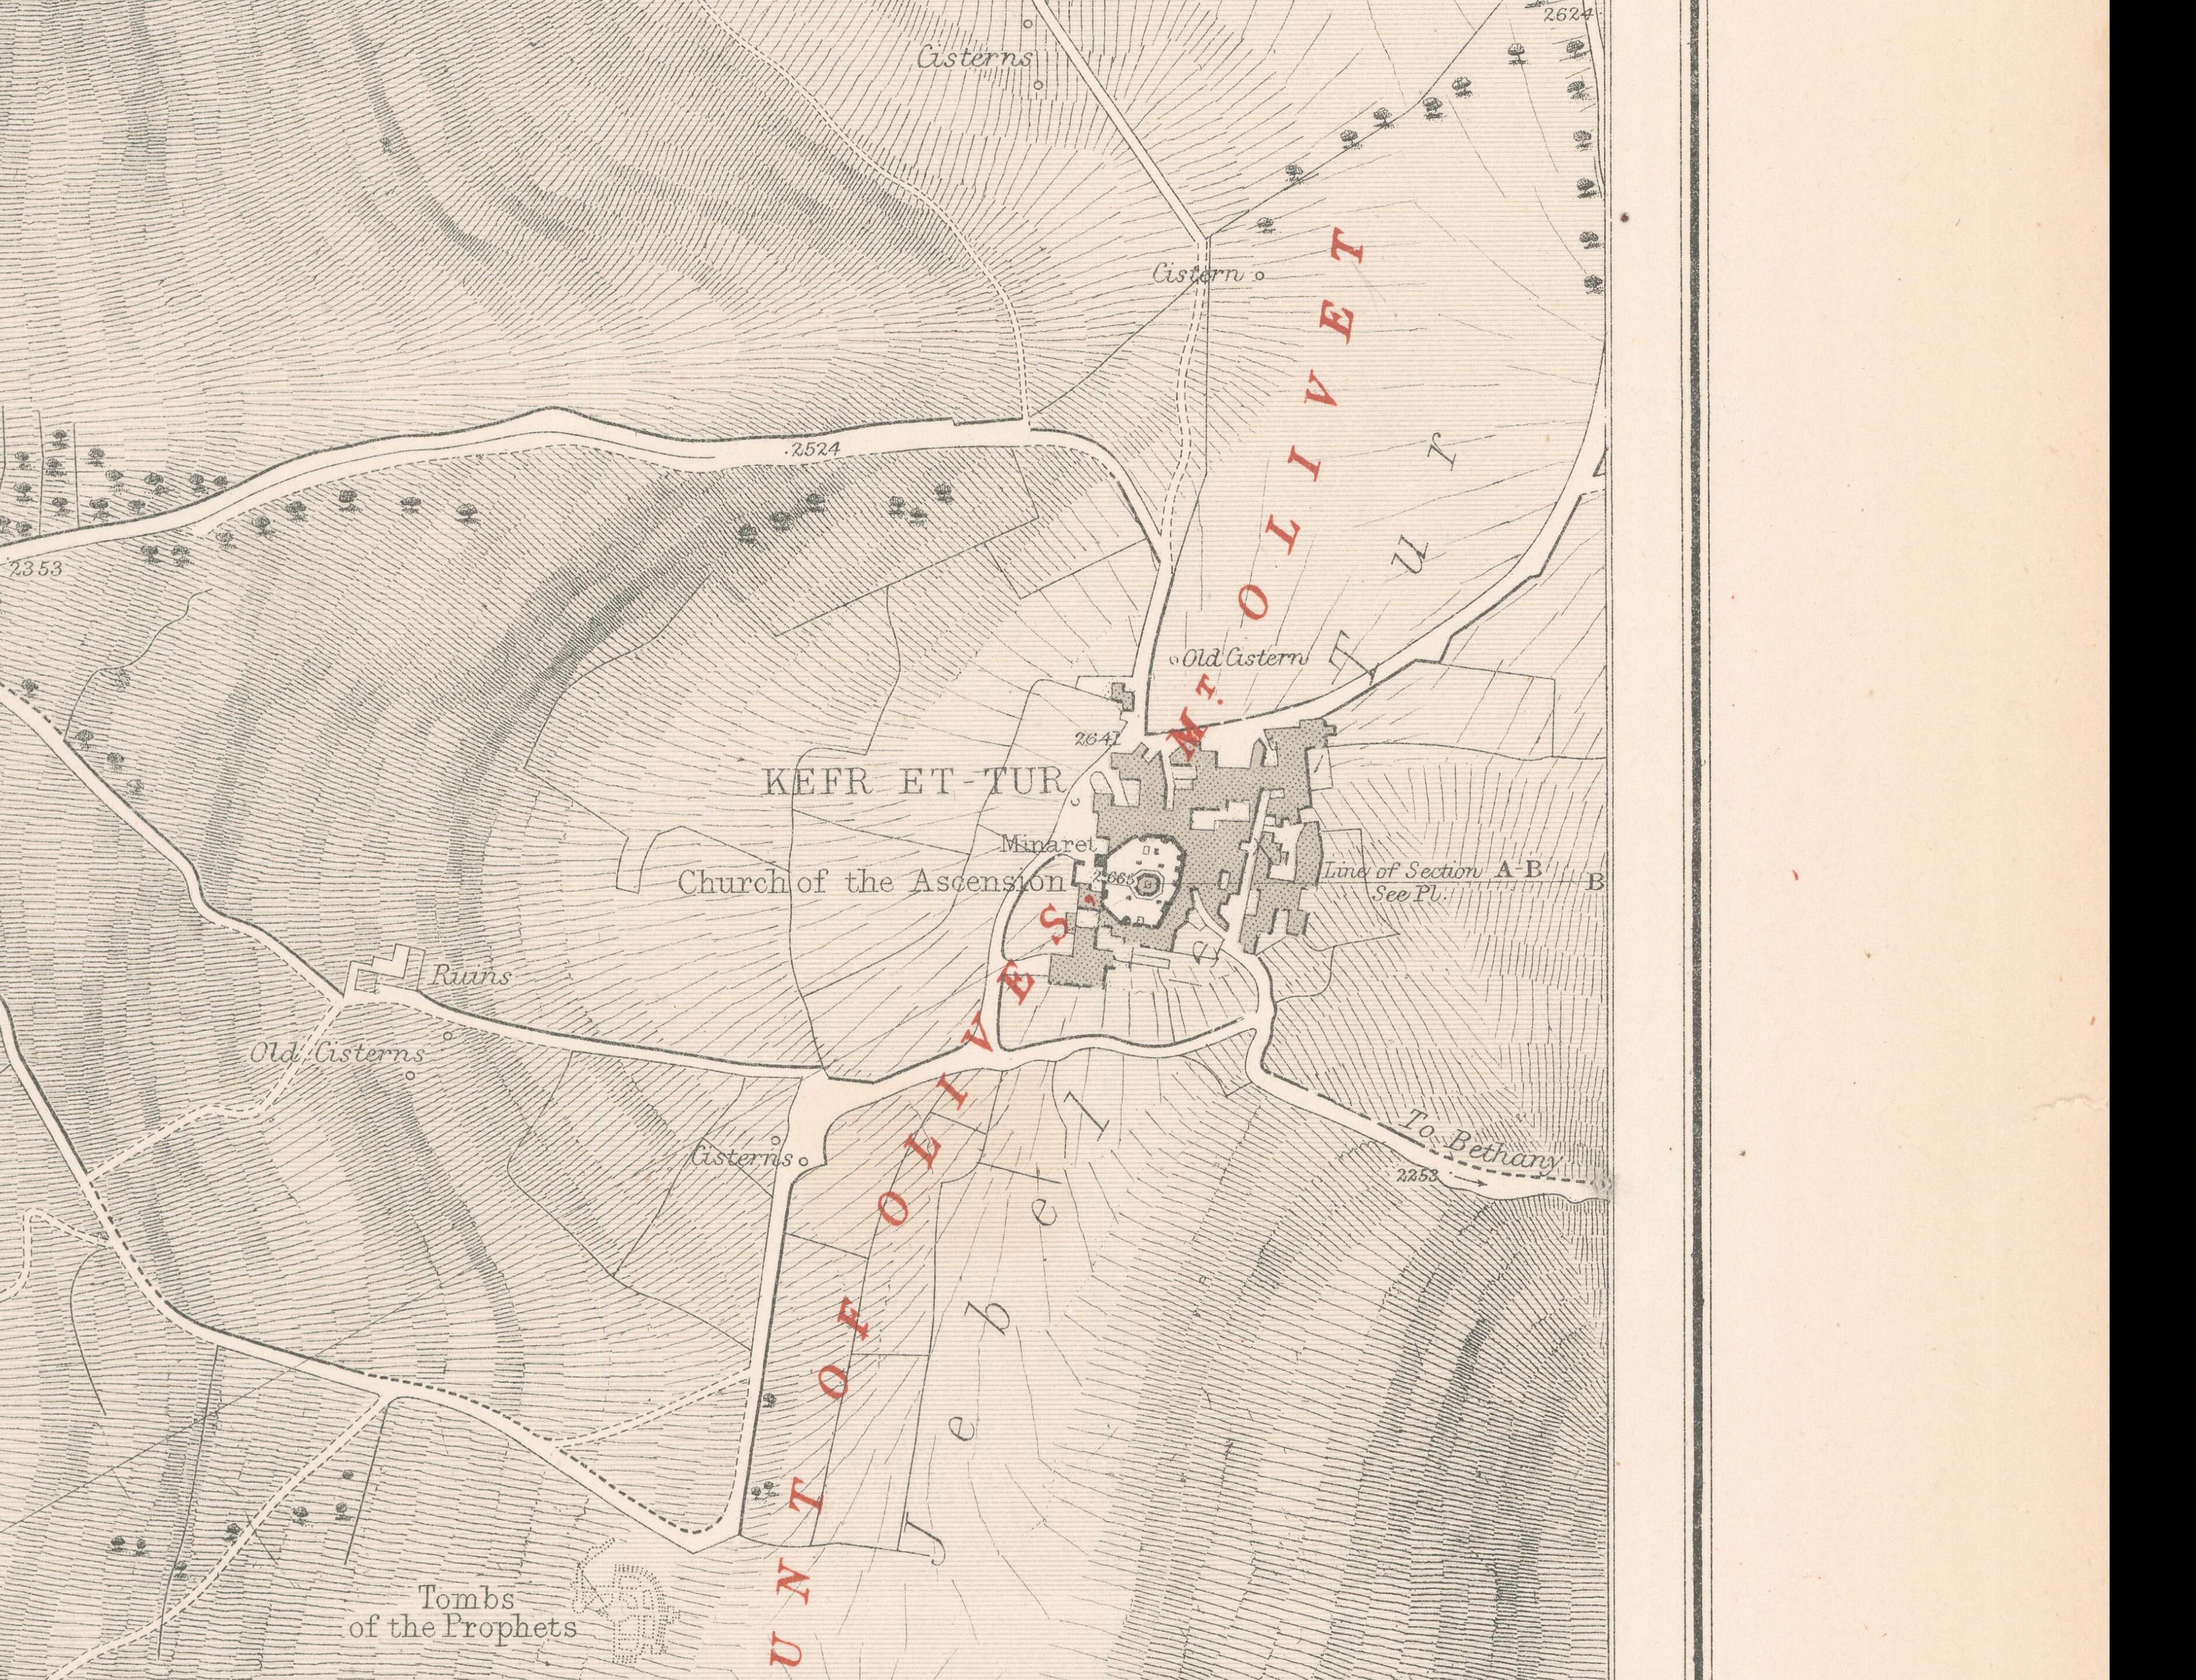 2624
Cisterns
Cistern
.2524
2353
Old Cistern
2641
KEFR ET-TUR
Minaret
Church of the Ascension
2665
Line of Section A-B
See Pl.
B
Ruins
Old Cisterns
Cisterns
To Bethany
2253
Tombs
of the Prophets
UNT OF OLIVES, MT. OLIVET
Jebel et Tur